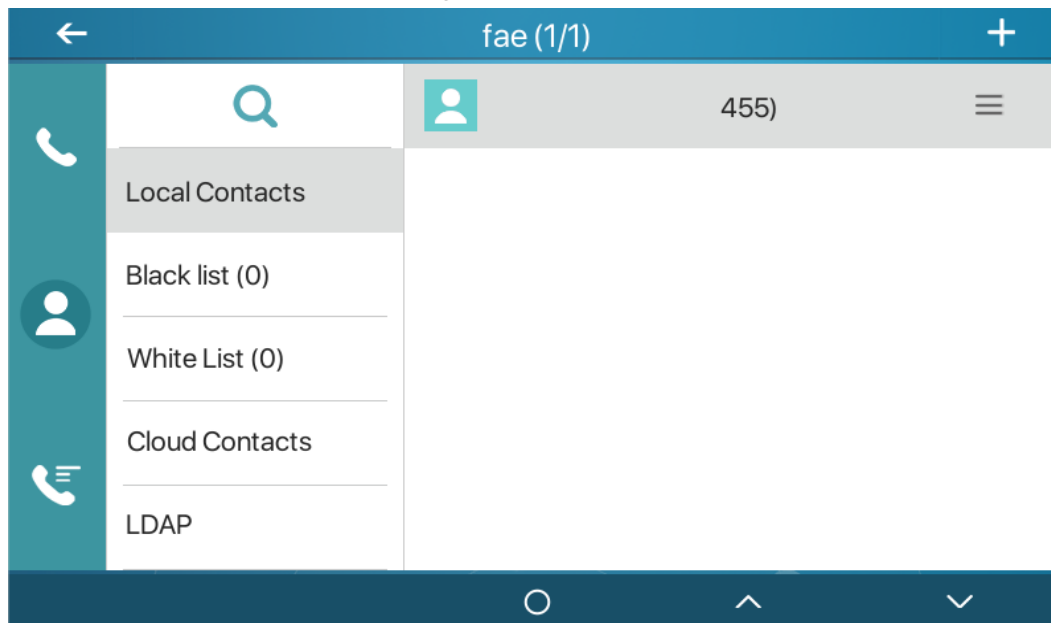 fae (1/1)
455)
Local Contacts
Black list (0)
White List (0)
Cloud Contacts
LDAP